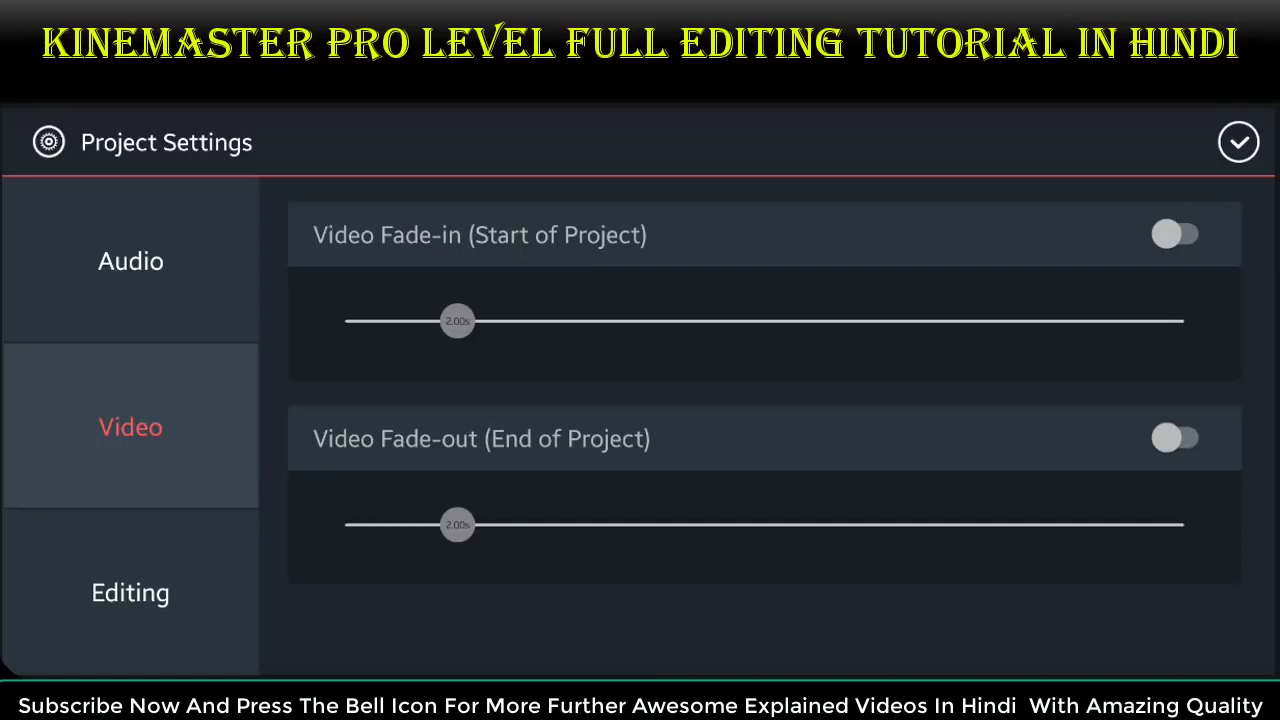 KINEMASTER PRO LEVEL FULL EDITING TUTORIAL IN HINDI
Project Settings
Audio
Video
Editing
Video Fade-in (Start of Project)
2.00s
Video Fade-out (End of Project)
2.00s
Subscribe Now And Press The Bell Icon For More Further Awesome Explained Videos In Hindi With Amazing Quality